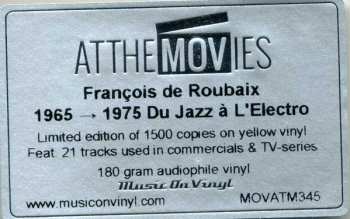 ATTHEMOVIES
François de Roubaix
1965 → 1975 Du Jazz à L'Electro
Limited edition of 1500 copies on yellow vinyl
Feat. 21 tracks used in commercials & TV-series
180 gram audiophile vinyl
Music On Vinyl
www.musiconvinyl.com MOVATM345